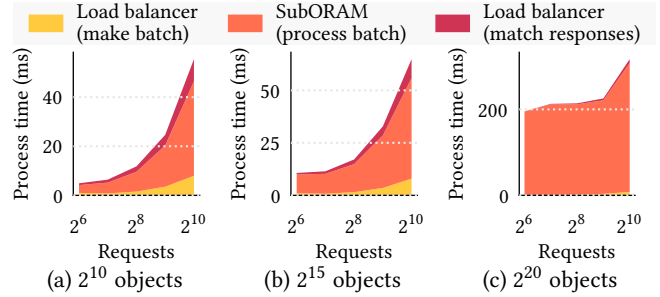 Load balancer (make batch)
SubORAM (process batch)
Load balancer (match responses)
Process time (ms)
40
20
0
2^6 2^8 2^10
Requests
(a) 2^10 objects
Process time (ms)
50
25
0
2^6 2^8 2^10
Requests
(b) 2^15 objects
Process time (ms)
200
0
2^6 2^8 2^10
Requests
(c) 2^20 objects